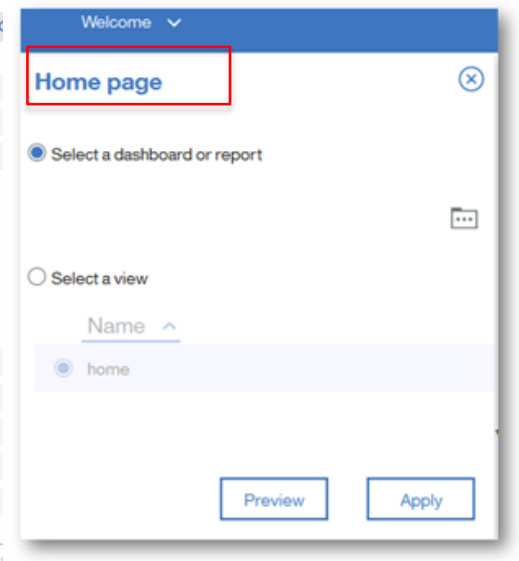 Welcome
Home page
Select a dashboard or report
Select a view
Name
home
Preview
Apply